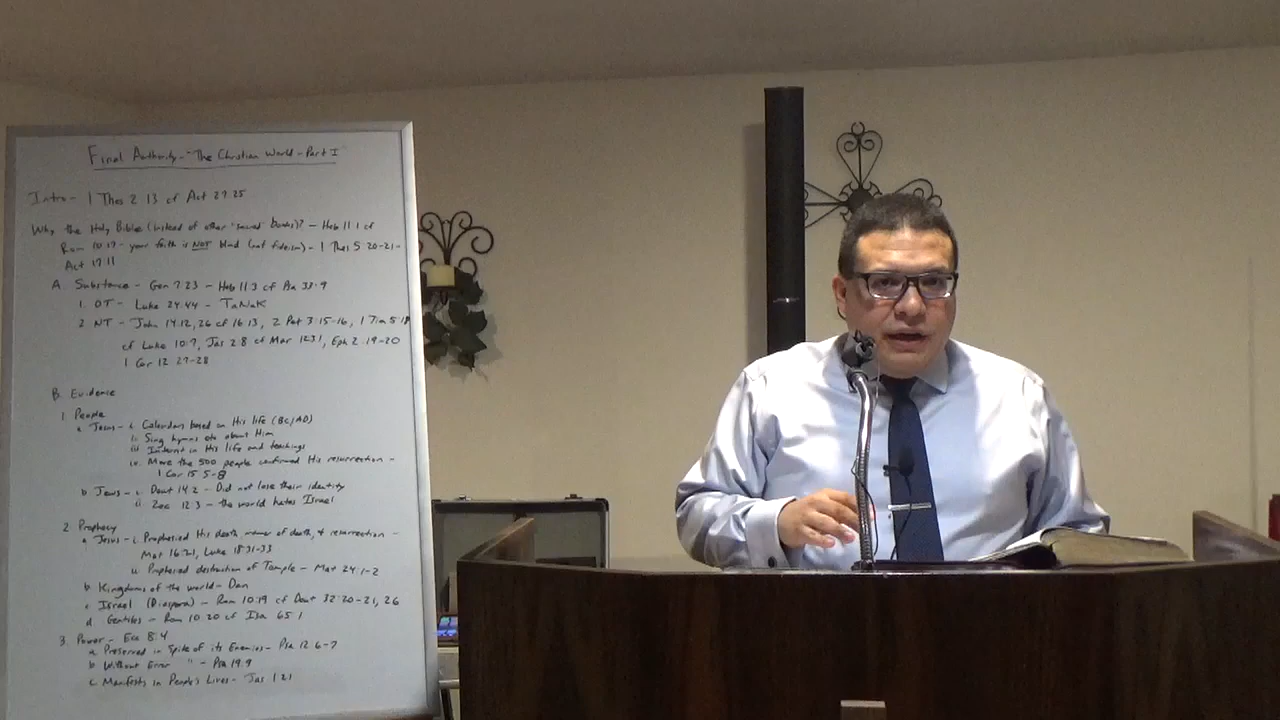 Final Authority - "The Christian World - Part I
Intro - 1 Thes 2:13 cf Act 27:25
Why the Holy Bible (instead of other "sacred" books)? - Heb 11:1 cf
Rom 10:17 - your faith is NOT blind (not fideism) - 1 Thes 5:20-21 -
Act 17:11
A. Substance - Gen 7:23 - Heb 11:3 cf Psa 33:9
1. OT - Luke 24:44 - TaNaK
2. NT - John 14:12, 26 cf 16:13, 2 Pet 3:15-16, 1 Tim 5:18
cf Luke 10:7, Jas 2:8 cf Mar 12:31, Eph 2:19-20
1 Cor 12:27-28
B. Evidence
1. People
a. Jesus - i. Calendar based on His life (BC/AD)
ii. Sing hymns etc about Him
iii. Interest in His life and teachings
iv. More the 500 people confirmed His resurrection -
1 Cor 15:5-8
b. Jews - i. Deut 14:2 - Did not lose their identity
ii. Zec 12:3 - the world hates Israel
2. Prophecy
a. Jesus - i. Prophesied His death, manner of death, & resurrection -
Mat 16:21, Luke 18:31-33
ii. Prophesied destruction of Temple - Mat 24:1-2
b. Kingdoms of the world - Dan
c. Israel (Diaspora) - Rom 10:19 cf Deut 32:20-21, 26
d. Gentiles - Rom 10:20 cf Isa 65:1
3. Power - Ecc 8:4
a. Preserved in Spite of its Enemies - Psa 12:6-7
b. Without Error " - Psa 19:9
c. Manifests in People's Lives - Jas 1:21